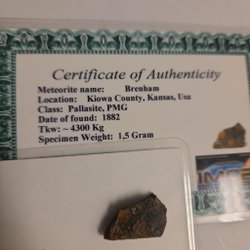 Certificate of Authenticity
Meteorite name: Brenham
Location: Kiowa County, Kansas, Usa
Class: Pallasite, PMG
Date of found: 1882
Tkw: ~ 4300 Kg
Specimen Weight: 1,5 Gram